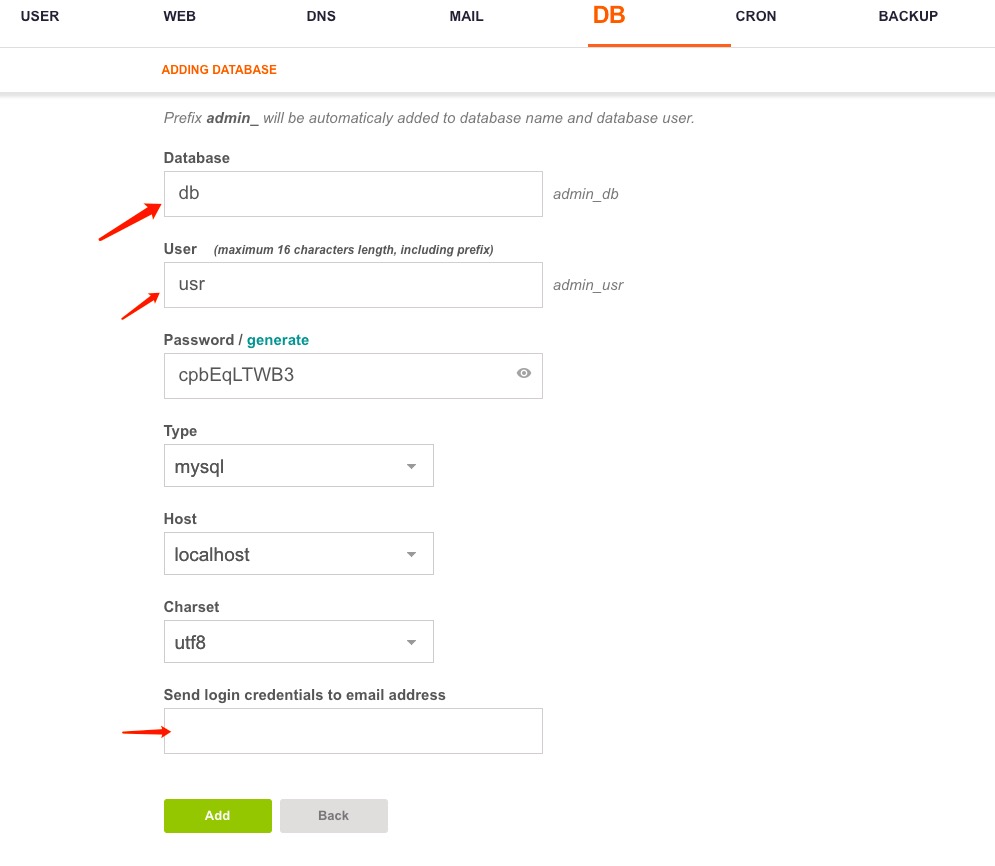 USER WEB DNS MAIL DB CRON BACKUP
ADDING DATABASE
Prefix admin_ will be automaticaly added to database name and database user.
Database
db admin_db
User (maximum 16 characters length, including prefix)
usr admin_usr
Password / generate
cpbEqLTWB3
Type
mysql
Host
localhost
Charset
utf8
Send login credentials to email address
Add Back